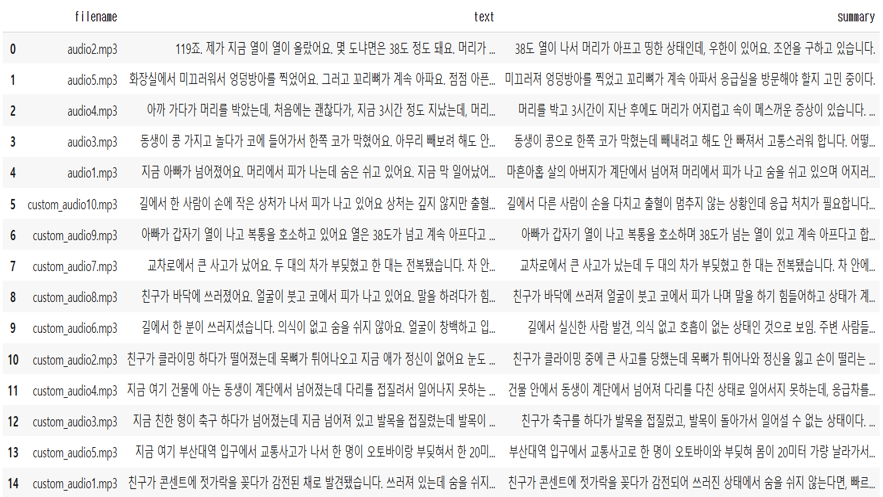 filename text summary
0 audio2.mp3 119죠. 제가 지금 열이 열이 올랐어요. 몇 도냐면은 38도 정도 돼요. 머리가 ... 38도 열이 나서 머리가 아프고 띵한 상태인데, 우한이 있어요. 조언을 구하고 있습니다.
1 audio5.mp3 화장실에서 미끄러워서 엉덩방아를 찍었어요. 그러고 꼬리뼈가 계속 아파요. 점점 아픈... 미끄러져 엉덩방아를 찍었고 꼬리뼈가 계속 아파서 응급실을 방문해야 할지 고민 중이다.
2 audio4.mp3 아까 가다가 머리를 박았는데, 처음에는 괜찮다가, 지금 3시간 정도 지났는데, 머리... 머리를 박고 3시간이 지난 후에도 머리가 어지럽고 속이 메스꺼운 증상이 있습니다. ...
3 audio3.mp3 동생이 콩 가지고 놀다가 코에 들어가서 한쪽 코가 막혔어요. 아무리 빼보려 해도 안... 동생이 콩으로 한쪽 코가 막혔는데 빼내려고 해도 안 빠져서 고통스러워 합니다. 어떻...
4 audio1.mp3 지금 아빠가 넘어졌어요. 머리에서 피가 나는데 숨은 쉬고 있어요. 지금 막 일어났어... 마흔아홉 살의 아버지가 계단에서 넘어져 머리에서 피가 나고 숨을 쉬고 있으며 어지러...
5 custom_audio10.mp3 길에서 한 사람이 손에 작은 상처가 나서 피가 나고 있어요 상처는 깊지 않지만 출혈... 길에서 다른 사람이 손을 다치고 출혈이 멈추지 않는 상황인데 응급 처치가 필요합니다...
6 custom_audio9.mp3 아빠가 갑자기 열이 나고 복통을 호소하고 있어요 열은 38도가 넘고 계속 아프다고 ... 아빠가 갑자기 열이 나고 복통을 호소하며 38도가 넘는 열이 있고 계속 아프다고 합...
7 custom_audio7.mp3 교차로에서 큰 사고가 났어요. 두 대의 차가 부딪혔고 한 대는 전복됐습니다. 차 안... 교차로에서 큰 사고가 났는데 두 대의 차가 부딪혔고 한 대는 전복됐습니다. 차 안에...
8 custom_audio8.mp3 친구가 바닥에 쓰러졌어요. 얼굴이 붓고 코에서 피가 나고 있어요. 말을 하려다가 힘... 친구가 바닥에 쓰러져 얼굴이 붓고 코에서 피가 나며 말을 하기 힘들어하고 상태가 계...
9 custom_audio6.mp3 길에서 한 분이 쓰러지셨습니다. 의식이 없고 숨을 쉬지 않아요. 얼굴이 창백하고 입... 길에서 실신한 사람 발견, 의식 없고 호흡이 없는 상태인 것으로 보임. 주변 사람들...
10 custom_audio2.mp3 친구가 클라이밍 하다가 떨어졌는데 목뼈가 튀어나오고 지금 애가 정신이 없어요 눈도 ... 친구가 클라이밍 중에 큰 사고를 당했는데 목뼈가 튀어나와 정신을 잃고 손이 떨리는 ...
11 custom_audio4.mp3 지금 여기 건물에 아는 동생이 계단에서 넘어졌는데 다리를 접질려서 일어나지 못하는 ... 건물 안에서 동생이 계단에서 넘어져 다리를 다친 상태로 일어서지 못하는데, 응급차를...
12 custom_audio3.mp3 지금 친한 형이 축구 하다가 넘어졌는데 지금 넘어져 있고 발목을 접질렸는데 발목이 ... 친구가 축구를 하다가 발목을 접질렸고, 발목이 돌아가서 일어설 수 없는 상태이다. ...
13 custom_audio5.mp3 지금 여기 부산대역 입구에서 교통사고가 나서 한 명이 오토바이랑 부딪혀서 한 20미... 부산대역 입구에서 교통사고로 한 명이 오토바이와 부딪혀 몸이 20미터 가량 날라가서...
14 custom_audio1.mp3 친구가 콘센트에 젓가락을 꽂다가 감전된 채로 발견됐습니다. 쓰러져 있는데 숨을 쉬지... 친구가 콘센트에 젓가락을 꽂다가 감전되어 쓰러진 상태에서 숨을 쉬지 않는다면, 빠르...